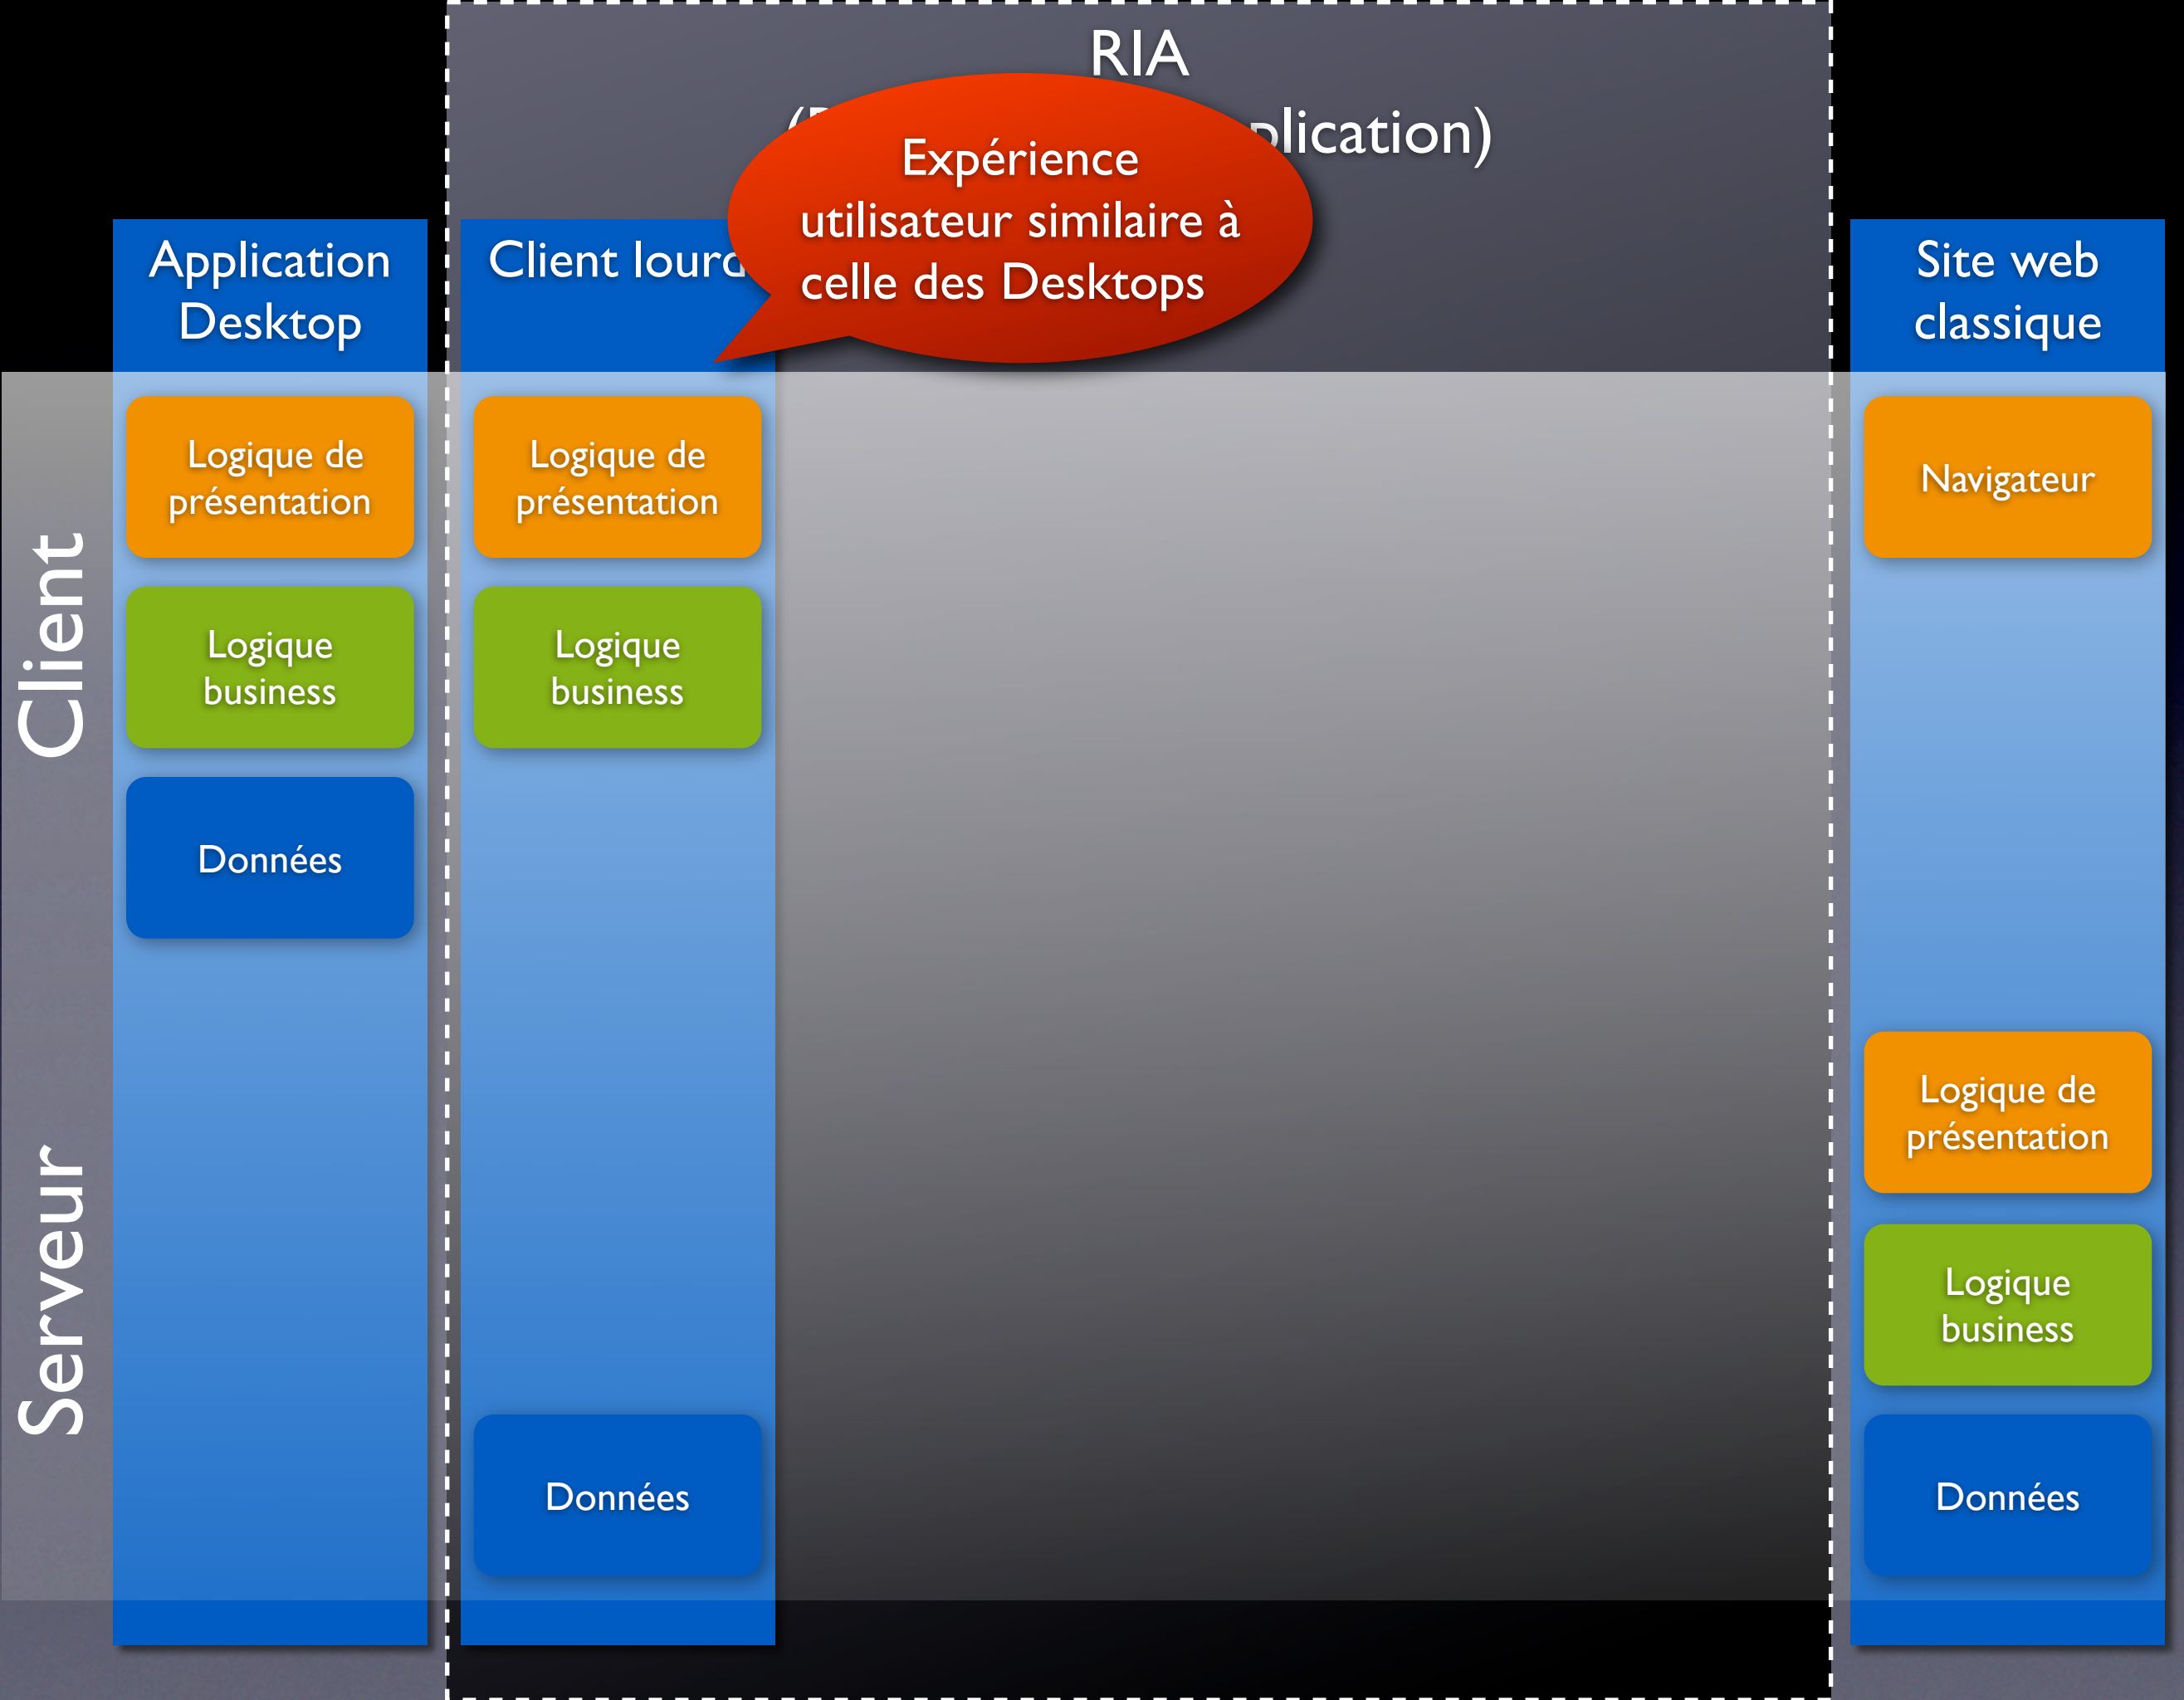 RIA
plication)
Expérience
utilisateur similaire à
celle des Desktops
Application
Desktop
Client lourd
Site web
classique
Client
Serveur
Logique de
présentation
Logique
business
Données
Logique de
présentation
Logique
business
Données
Navigateur
Logique de
présentation
Logique
business
Données